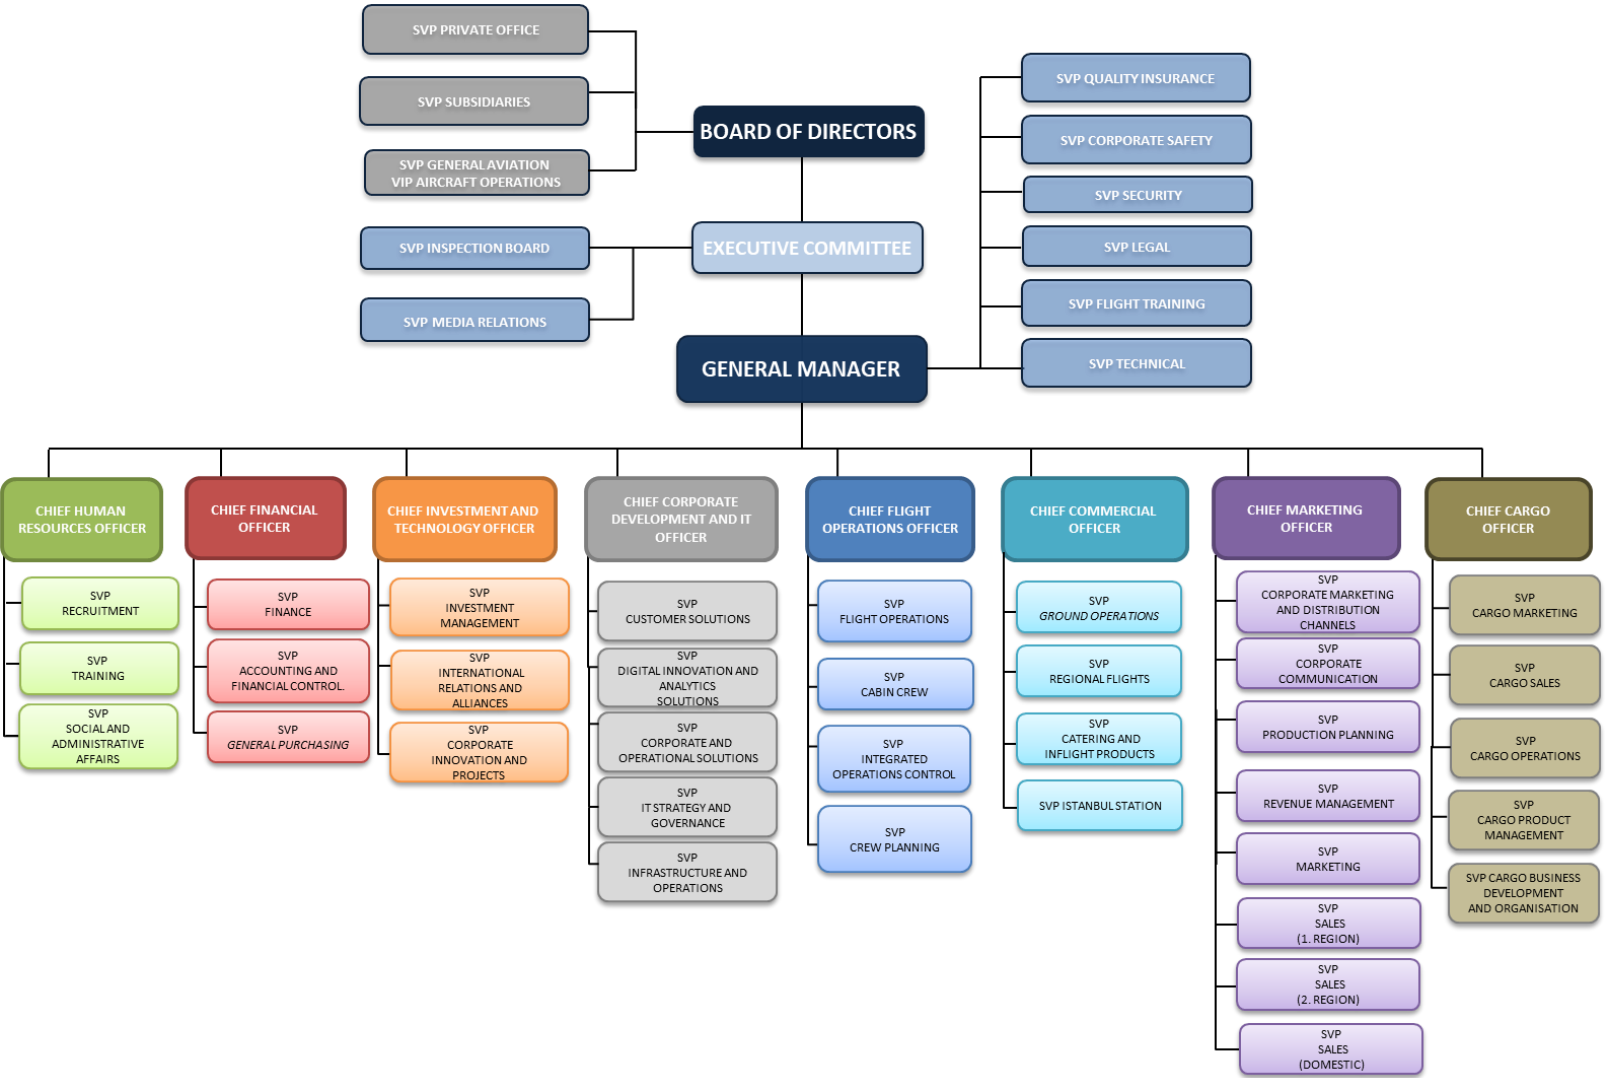 SVP PRIVATE OFFICE
SVP SUBSIDIARIES
SVP GENERAL AVIATION
VIP AIRCRAFT OPERATIONS
SVP INSPECTION BOARD
SVP MEDIA RELATIONS
BOARD OF DIRECTORS
EXECUTIVE COMMITTEE
GENERAL MANAGER
SVP QUALITY INSURANCE
SVP CORPORATE SAFETY
SVP SECURITY
SVP LEGAL
SVP FLIGHT TRAINING
SVP TECHNICAL
CHIEF HUMAN
RESOURCES OFFICER
SVP
RECRUITMENT
SVP
TRAINING
SVP
SOCIAL AND
ADMINISTRATIVE
AFFAIRS
CHIEF FINANCIAL
OFFICER
SVP
FINANCE
SVP
ACCOUNTING AND
FINANCIAL CONTROL.
SVP
GENERAL PURCHASING
CHIEF INVESTMENT AND
TECHNOLOGY OFFICER
SVP
INVESTMENT
MANAGEMENT
SVP
INTERNATIONAL
RELATIONS AND
ALLIANCES
SVP
CORPORATE
INNOVATION AND
PROJECTS
CHIEF CORPORATE
DEVELOPMENT AND IT
OFFICER
SVP
CUSTOMER SOLUTIONS
SVP
DIGITAL INNOVATION AND
ANALYTICS
SOLUTIONS
SVP
CORPORATE AND
OPERATIONAL SOLUTIONS
SVP
IT STRATEGY AND
GOVERNANCE
SVP
INFRASTRUCTURE AND
OPERATIONS
CHIEF FLIGHT
OPERATIONS OFFICER
SVP
FLIGHT OPERATIONS
SVP
CABIN CREW
SVP
INTEGRATED
OPERATIONS CONTROL
SVP
CREW PLANNING
CHIEF COMMERCIAL
OFFICER
SVP
GROUND OPERATIONS
SVP
REGIONAL FLIGHTS
SVP
CATERING AND
INFLIGHT PRODUCTS
SVP ISTANBUL STATION
CHIEF MARKETING
OFFICER
SVP
CORPORATE MARKETING
AND DISTRIBUTION
CHANNELS
SVP
CORPORATE
COMMUNICATION
SVP
PRODUCTION PLANNING
SVP
REVENUE MANAGEMENT
SVP
MARKETING
SVP
SALES
(1. REGION)
SVP
SALES
(2. REGION)
SVP
SALES
(DOMESTIC)
CHIEF CARGO
OFFICER
SVP
CARGO MARKETING
SVP
CARGO SALES
SVP
CARGO OPERATIONS
SVP
CARGO PRODUCT
MANAGEMENT
SVP CARGO BUSINESS
DEVELOPMENT
AND ORGANISATION